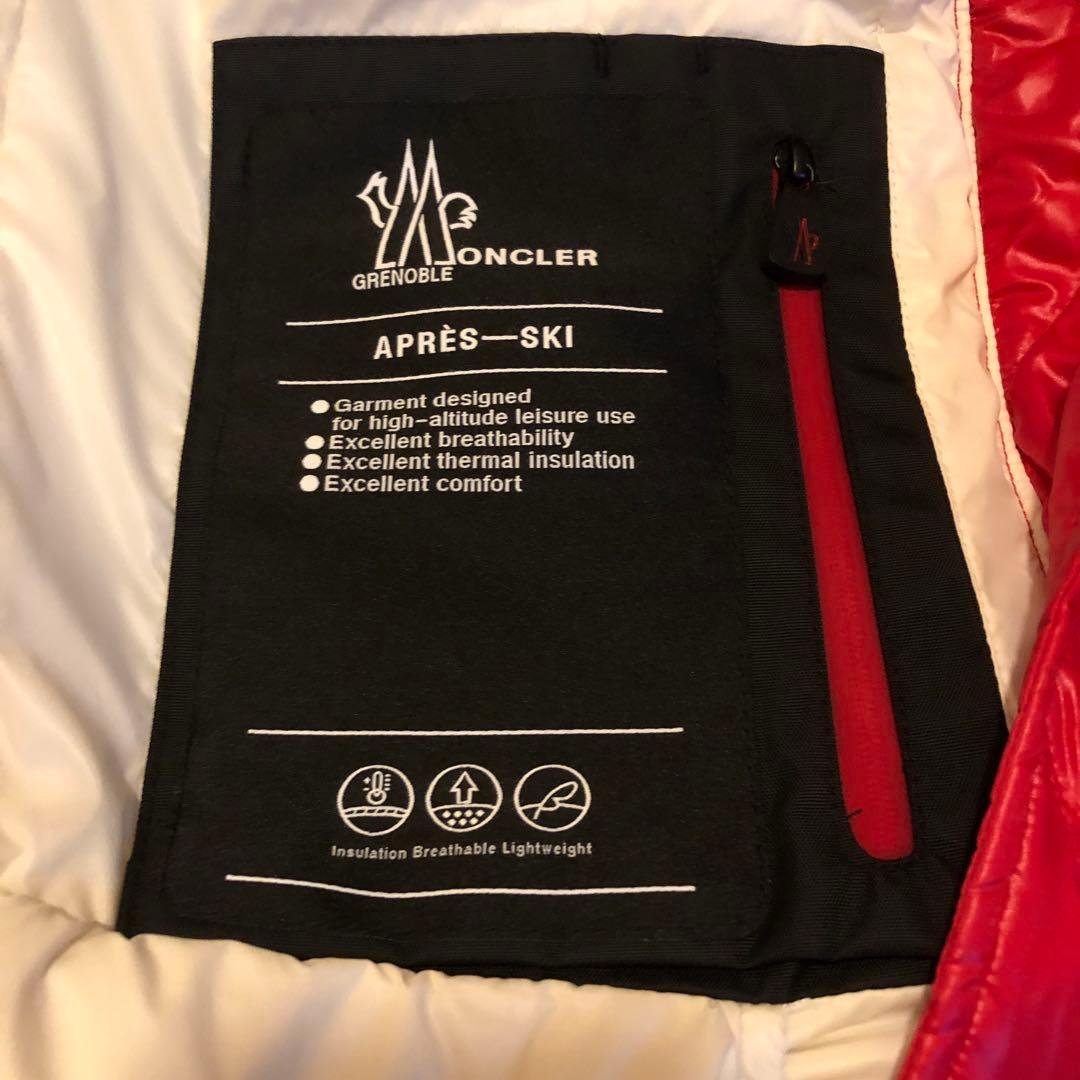 MONCLER
GRENOBLE
APRÈS—SKI
Garment designed
for high-altitude leisure use
Excellent breathability
Excellent thermal insulation
Excellent comfort
Insulation Breathable Lightweight